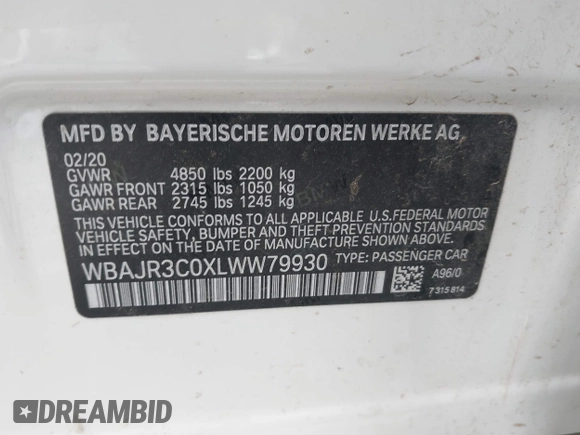 MFD BY BAYERISCHE MOTOREN WERKE AG
02/20
GVWR 4850 lbs 2200 kg
GAWR FRONT 2315 lbs 1050 kg
GAWR REAR 2745 lbs 1245 kg
THIS VEHICLE CONFORMS TO ALL APPLICABLE U.S.FEDERAL MOTOR
VEHICLE SAFETY, BUMPER AND THEFT PREVENTION STANDARDS
IN EFFECT ON THE DATE OF MANUFACTURE SHOWN ABOVE.
WBAJR3C0XLWW79930 TYPE: PASSENGER CAR
A96/0
7315814
DREAMBID